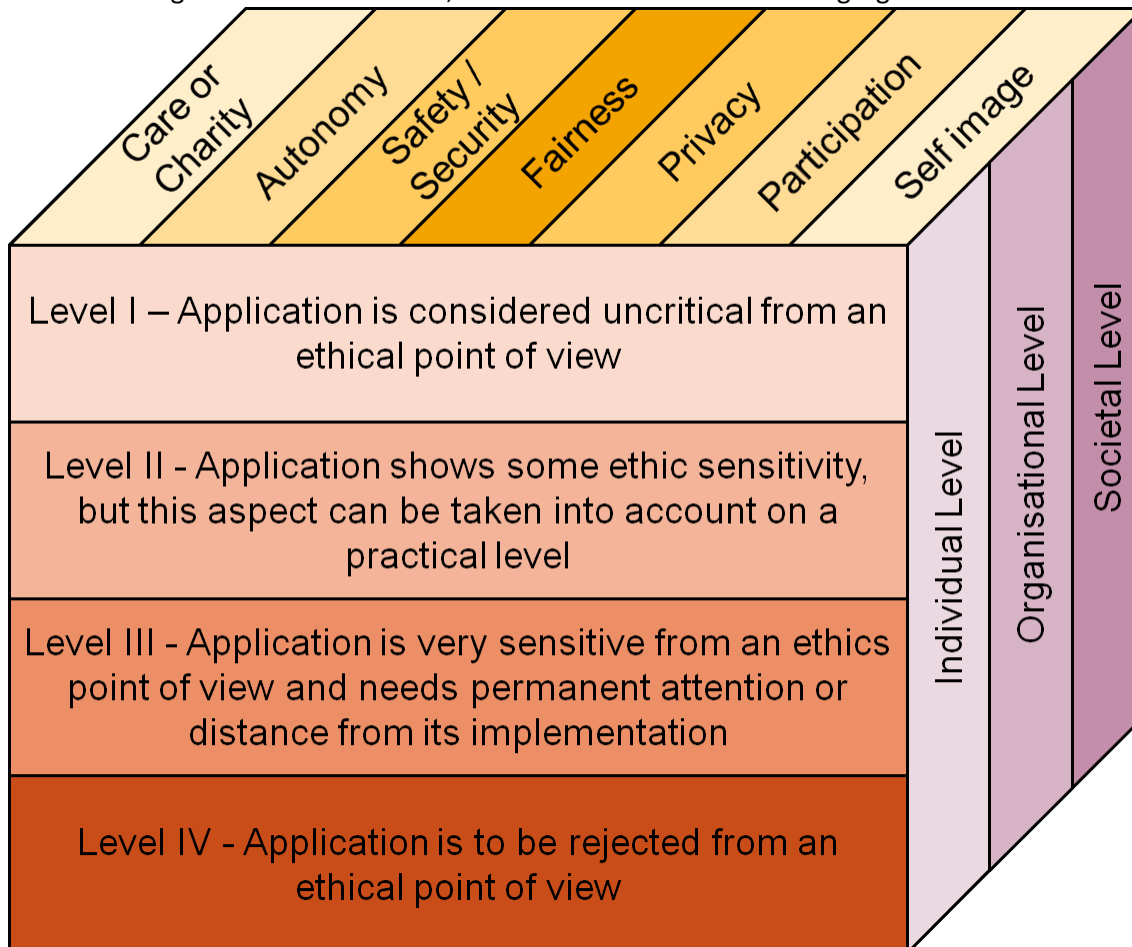 Care or
Charity
Autonomy
Safety /
Security
Fairness
Privacy
Participation
Self image
Level I – Application is considered uncritical from an
ethical point of view
Level II - Application shows some ethic sensitivity,
but this aspect can be taken into account on a
practical level
Level III - Application is very sensitive from an ethics
point of view and needs permanent attention or
distance from its implementation
Level IV - Application is to be rejected from an
ethical point of view
Individual Level
Organisational Level
Societal Level